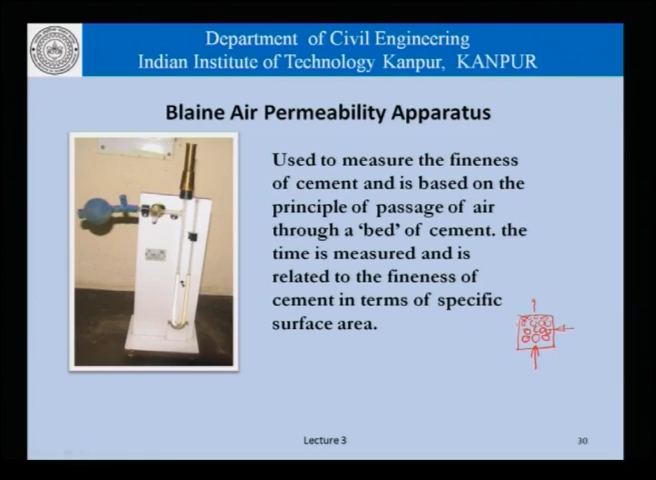 Department of Civil Engineering
Indian Institute of Technology Kanpur, KANPUR
Blaine Air Permeability Apparatus
Used to measure the fineness
of cement and is based on the
principle of passage of air
through a ‘bed’ of cement. the
time is measured and is
related to the fineness of
cement in terms of specific
surface area.
Lecture 3
30